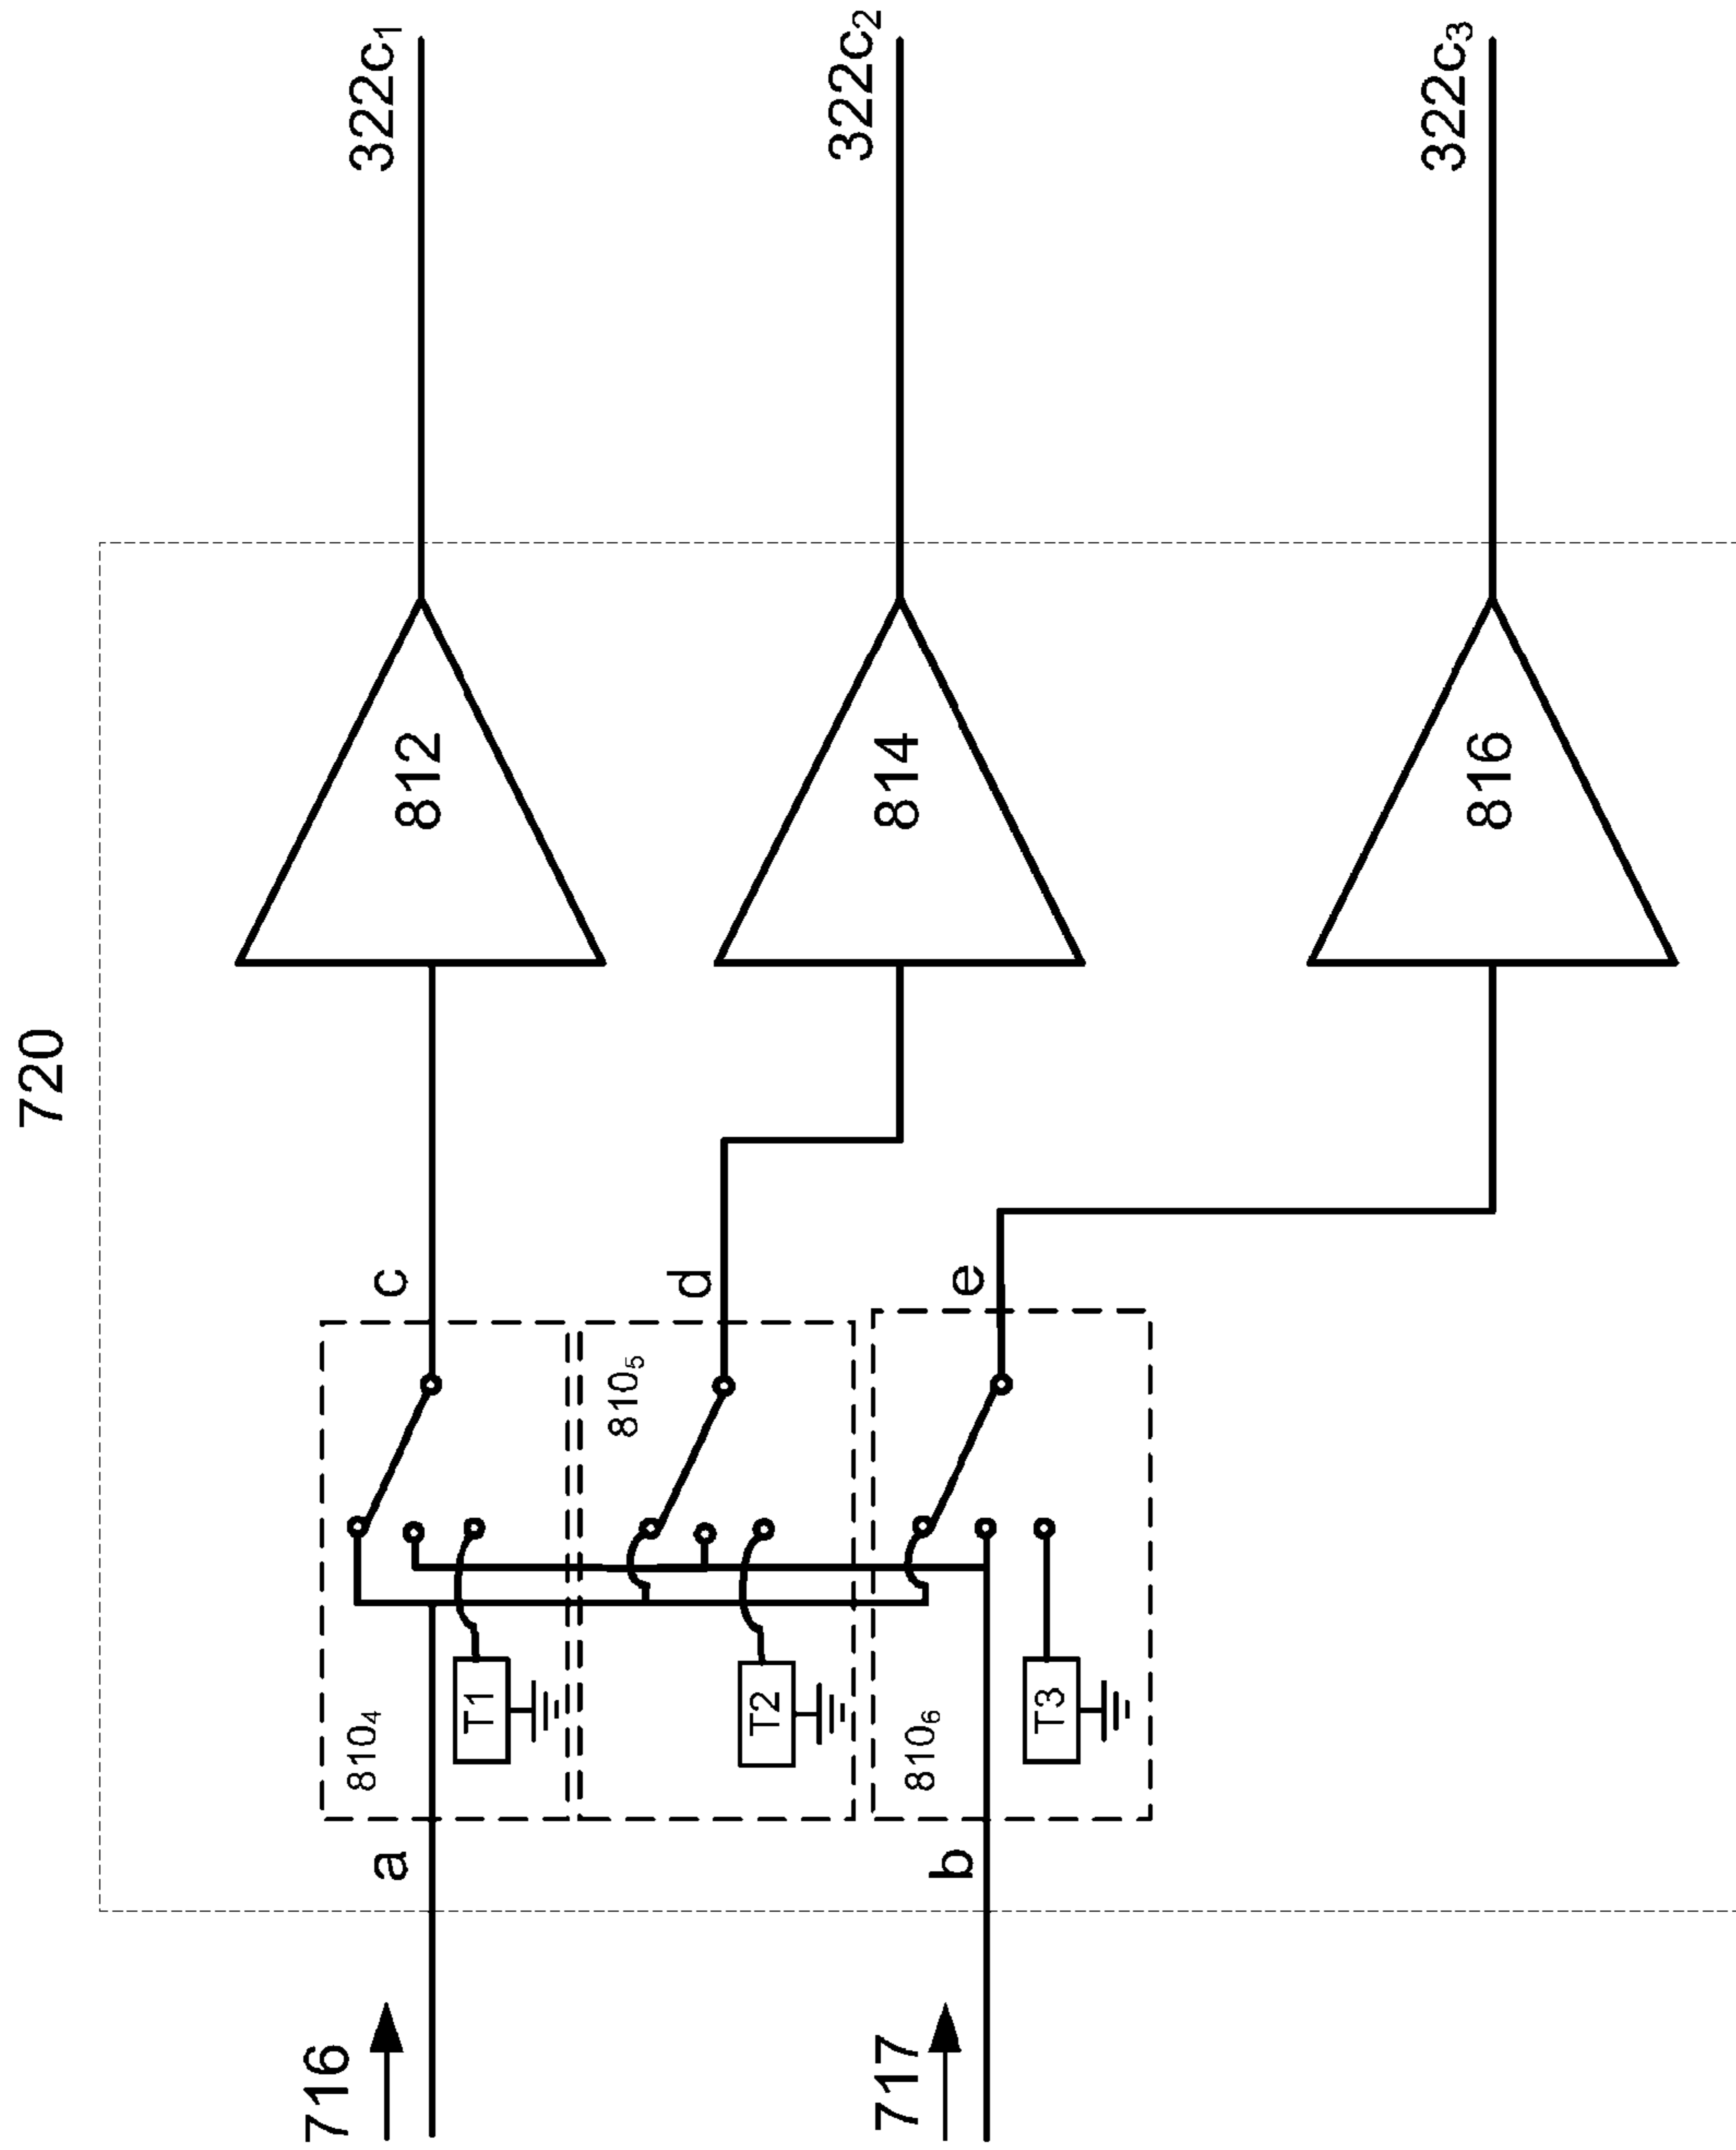 720
716
a
810₄
T1
c
812
322c₁
810₅
T2
d
814
322c₂
717
b
810₆
T3
e
816
322c₃